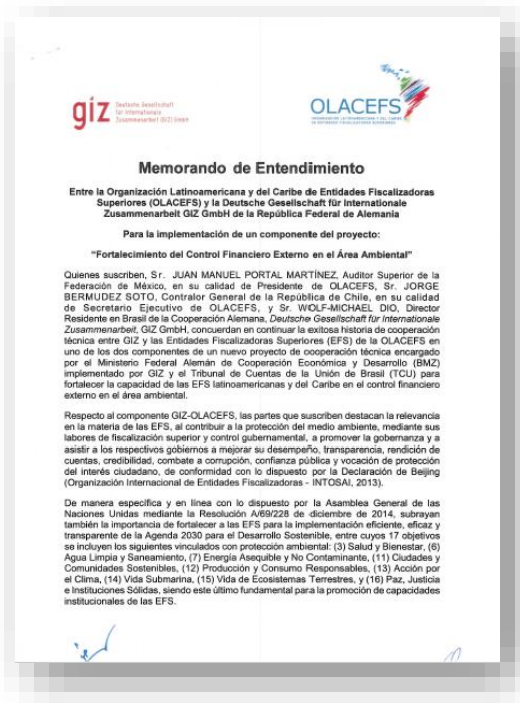 giz Deutsche Gesellschaft
für Internationale
Zusammenarbeit (GIZ) GmbH
OLACEFS
ORGANIZACIÓN LATINOAMERICANA Y DEL CARIBE
DE ENTIDADES FISCALIZADORAS SUPERIORES
Memorando de Entendimiento
Entre la Organización Latinoamericana y del Caribe de Entidades Fiscalizadoras
Superiores (OLACEFS) y la Deutsche Gesellschaft für Internationale
Zusammenarbeit GIZ GmbH de la República Federal de Alemania
Para la implementación de un componente del proyecto:
"Fortalecimiento del Control Financiero Externo en el Área Ambiental"
Quienes suscriben, Sr. JUAN MANUEL PORTAL MARTÍNEZ, Auditor Superior de la
Federación de México, en su calidad de Presidente de OLACEFS, Sr. JORGE
BERMUDEZ SOTO, Contralor General de la República de Chile, en su calidad
de Secretario Ejecutivo de OLACEFS, y Sr. WOLF-MICHAEL DIO, Director
Residente en Brasil de la Cooperación Alemana, Deutsche Gesellschaft für Internationale
Zusammenarbeit, GIZ GmbH, concuerdan en continuar la exitosa historia de cooperación
técnica entre GIZ y las Entidades Fiscalizadoras Superiores (EFS) de la OLACEFS en
uno de los dos componentes de un nuevo proyecto de cooperación técnica encargado
por el Ministerio Federal Alemán de Cooperación Económica y Desarrollo (BMZ)
implementado por GIZ y el Tribunal de Cuentas de la Unión de Brasil (TCU) para
fortalecer la capacidad de las EFS latinoamericanas y del Caribe en el control financiero
externo en el área ambiental.
Respecto al componente GIZ-OLACEFS, las partes que suscriben destacan la relevancia
en la materia de las EFS, al contribuir a la protección del medio ambiente, mediante sus
labores de fiscalización superior y control gubernamental, a promover la gobernanza y a
asistir a los respectivos gobiernos a mejorar su desempeño, transparencia, rendición de
cuentas, credibilidad, combate a corrupción, confianza pública y vocación de protección
del interés ciudadano, de conformidad con lo dispuesto por la Declaración de Beijing
(Organización Internacional de Entidades Fiscalizadoras - INTOSAI, 2013).
De manera específica y en línea con lo dispuesto por la Asamblea General de las
Naciones Unidas mediante la Resolución A/69/228 de diciembre de 2014, subrayan
también la importancia de fortalecer a las EFS para la implementación eficiente, eficaz y
transparente de la Agenda 2030 para el Desarrollo Sostenible, entre cuyos 17 objetivos
se incluyen los siguientes vinculados con protección ambiental: (3) Salud y Bienestar, (6)
Agua Limpia y Saneamiento, (7) Energía Asequible y No Contaminante, (11) Ciudades y
Comunidades Sostenibles, (12) Producción y Consumo Responsables, (13) Acción por
el Clima, (14) Vida Submarina, (15) Vida de Ecosistemas Terrestres, y (16) Paz, Justicia
e Instituciones Sólidas, siendo este último fundamental para la promoción de capacidades
institucionales de las EFS.